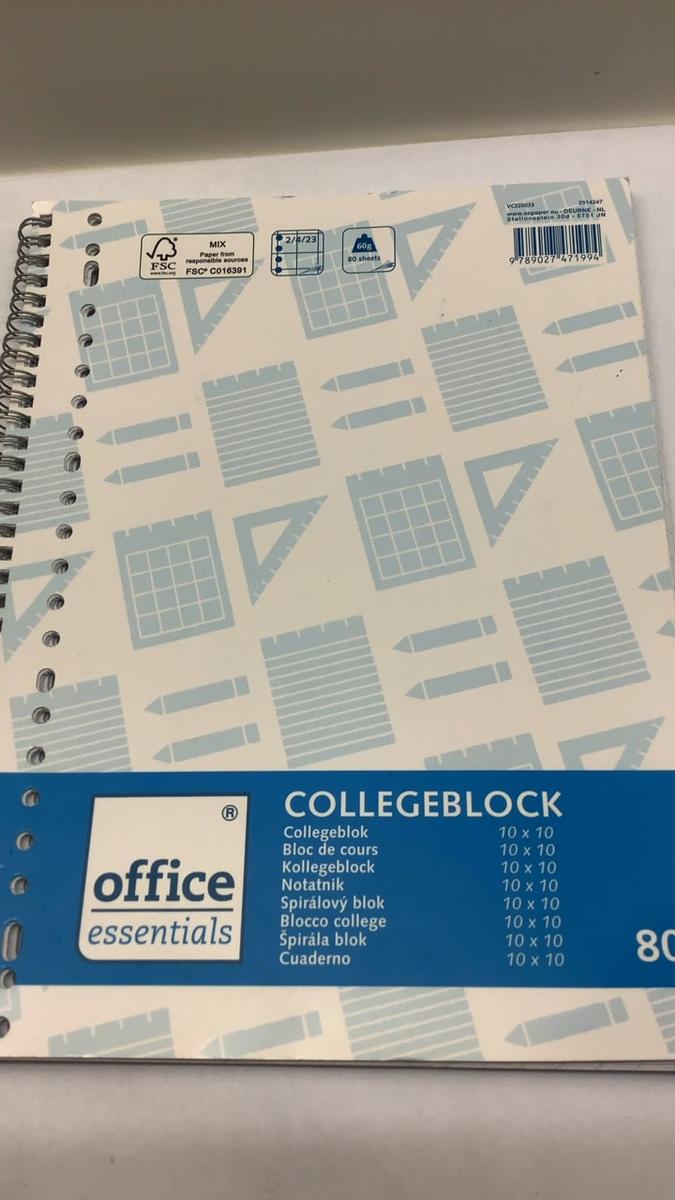 VC220023 2514247
www.sepaper.eu - DEURNE - NL
Stationsplein 30d - 5751 JN
9 789027 471994
FSC
www.fsc.org
MIX
Paper from
responsible sources
FSC® C016391
2/4/23
60g
80 sheets
®
office
essentials
COLLEGEBLOCK
Collegeblok 10 x 10
Bloc de cours 10 x 10
Kollegeblock 10 x 10
Notatnik 10 x 10
Spirálový blok 10 x 10
Blocco college 10 x 10
Špirála blok 10 x 10
Cuaderno 10 x 10
80